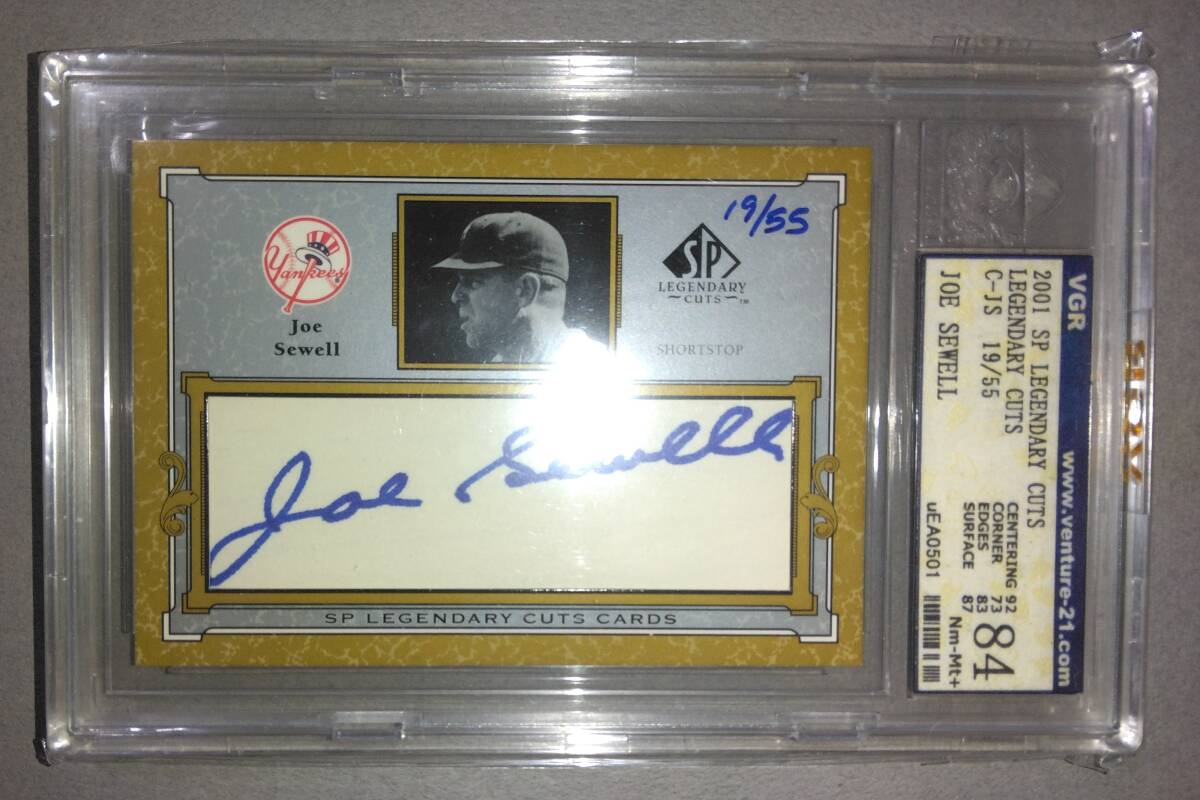 19/55
Yankees
SP
LEGENDARY
CUTS
TM
Joe
Sewell
SHORTSTOP
Joe Sewell
SP LEGENDARY CUTS CARDS
VGR www.venture-21.com
2001 SP LEGENDARY CUTS
LEGENDARY CUTS
C-JS 19/55
JOE SEWELL
CENTERING 92
CORNER 73
EDGES 83
SURFACE 87
84
Nm-Mt+
uEA0501